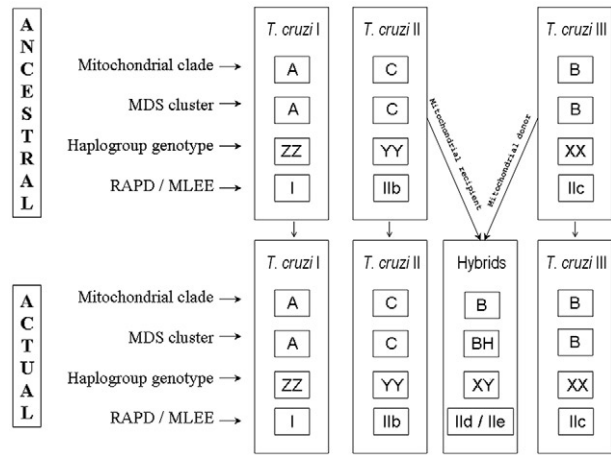 ANCESTRAL
T. cruzi I T. cruzi II T. cruzi III
Mitochondrial clade A C B
MDS cluster A C B
Haplogroup genotype ZZ YY XX
RAPD / MLEE I IIb IIc
Mitochondrial recipient
Mitochondrial donor
ACTUAL
T. cruzi I T. cruzi II Hybrids T. cruzi III
Mitochondrial clade A C B B
MDS cluster A C BH B
Haplogroup genotype ZZ YY XY XX
RAPD / MLEE I IIb IId / IIe IIc